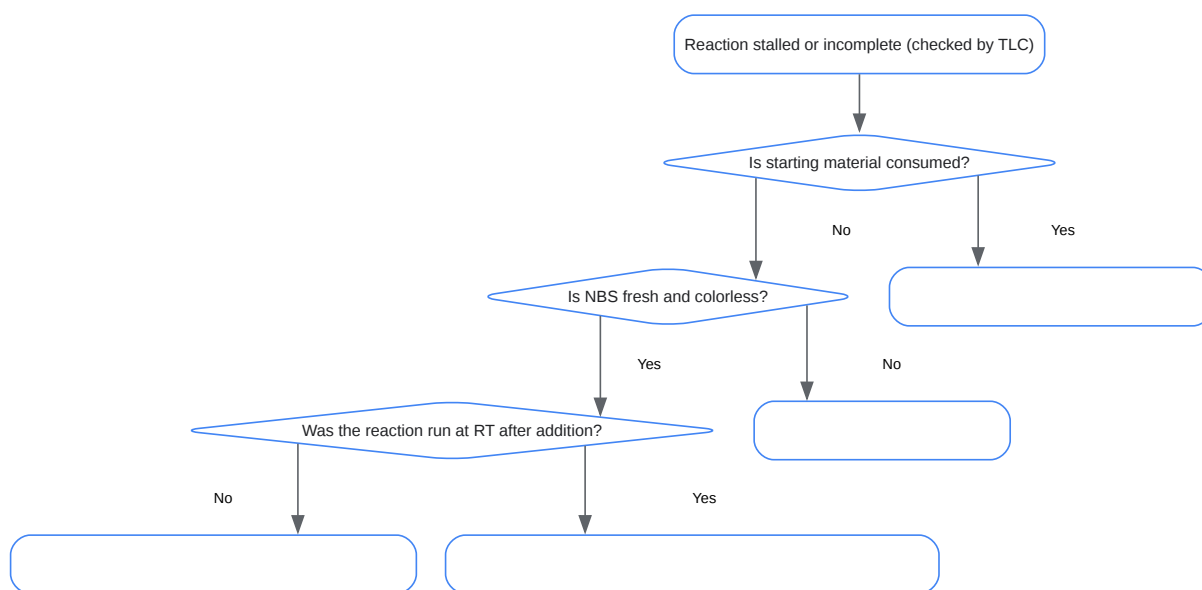 Reaction stalled or incomplete (checked by TLC)
Is starting material consumed?
No
Yes
Is NBS fresh and colorless?
Yes
No
Was the reaction run at RT after addition?
No
Yes